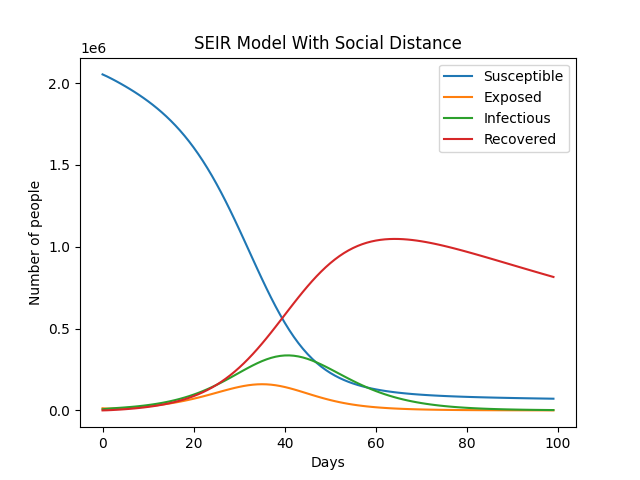 SEIR Model With Social Distance
1e6
Susceptible
Exposed
Infectious
Recovered
2.0
1.5
1.0
0.5
0.0
Number of people
0 20 40 60 80 100
Days